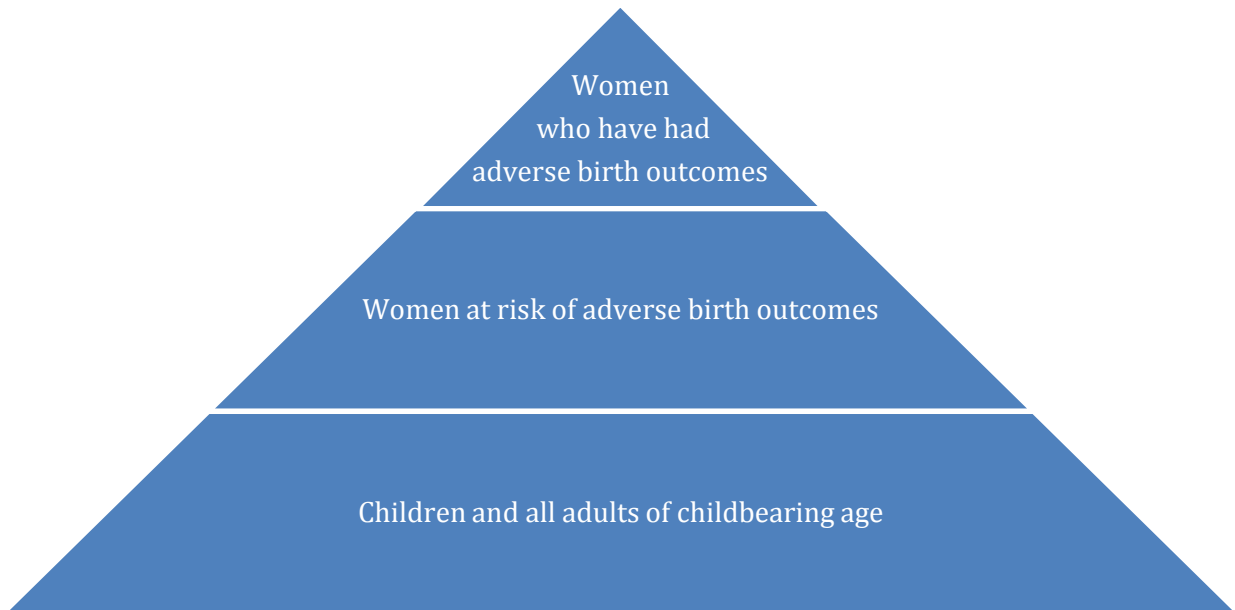 Women
who have had
adverse birth outcomes
Women at risk of adverse birth outcomes
Children and all adults of childbearing age